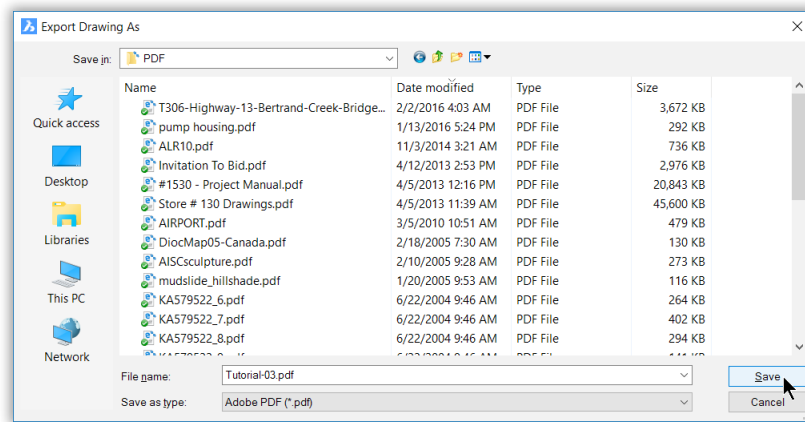 Export Drawing As
Save in: PDF
Name Date modified Type Size
T306-Highway-13-Bertrand-Creek-Bridge... 2/2/2016 4:03 AM PDF File 3,672 KB
pump housing.pdf 1/13/2016 5:24 PM PDF File 292 KB
ALR10.pdf 11/3/2014 3:21 AM PDF File 736 KB
Invitation To Bid.pdf 4/12/2013 2:53 PM PDF File 2,976 KB
#1530 - Project Manual.pdf 4/5/2013 12:16 PM PDF File 20,843 KB
Store # 130 Drawings.pdf 4/5/2013 11:39 AM PDF File 45,600 KB
AIRPORT.pdf 3/5/2010 10:51 AM PDF File 479 KB
DiocMap05-Canada.pdf 2/18/2005 7:30 AM PDF File 130 KB
AISCsculpture.pdf 2/10/2005 9:28 AM PDF File 273 KB
mudslide_hillshade.pdf 1/20/2005 9:53 AM PDF File 116 KB
KA579522_6.pdf 6/22/2004 9:46 AM PDF File 264 KB
KA579522_7.pdf 6/22/2004 9:46 AM PDF File 402 KB
KA579522_8.pdf 6/22/2004 9:46 AM PDF File 294 KB
Quick access
Desktop
Libraries
This PC
Network
File name: Tutorial-03.pdf Save
Save as type: Adobe PDF (*.pdf) Cancel